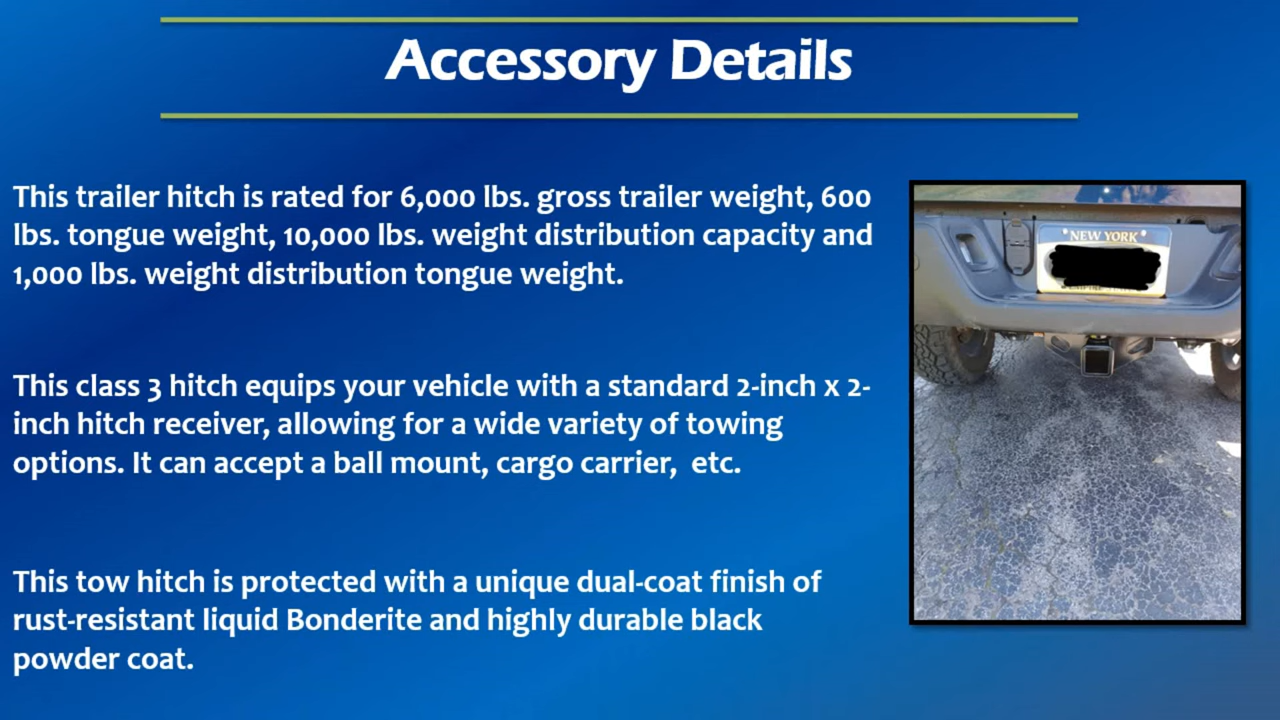 Accessory Details
This trailer hitch is rated for 6,000 lbs. gross trailer weight, 600
lbs. tongue weight, 10,000 lbs. weight distribution capacity and
1,000 lbs. weight distribution tongue weight.
NEW YORK
This class 3 hitch equips your vehicle with a standard 2-inch x 2-
inch hitch receiver, allowing for a wide variety of towing
options. It can accept a ball mount, cargo carrier,  etc.
This tow hitch is protected with a unique dual-coat finish of
rust-resistant liquid Bonderite and highly durable black
powder coat.